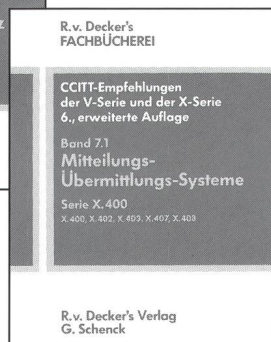 R.v. Decker's
FACHBÜCHEREI
CCITT-Empfehlungen
der V-Serie und der X-Serie
6., erweiterte Auflage
Band 7.1
Mitteilungs-
Übermittlungs-Systeme
Serie X.400
X.400, X.402, X.403, X.407, X.408
R.v. Decker's Verlag
G. Schenck